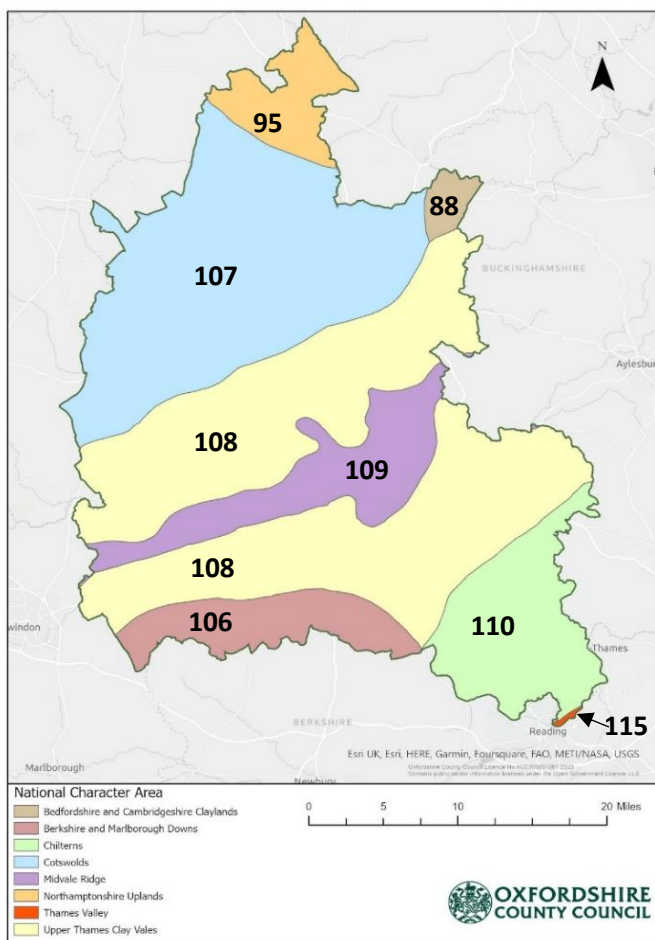 N
95
88
107
BUCKINGHAMSHIRE
Aylesbury
108
109
108
106
110
windon
Thames
115
BERKSHIRE
Reading
Marlborough
Newbury
Esri UK, Esri, HERE, Garmin, Foursquare, FAO, METI/NASA, USGS
National Character Area
Bedfordshire and Cambridgeshire Claylands
Berkshire and Marlborough Downs
Chilterns
Cotswolds
Midvale Ridge
Northamptonshire Uplands
Thames Valley
Upper Thames Clay Vales
0 5 10 20 Miles
OXFORDSHIRE
COUNTY COUNCIL